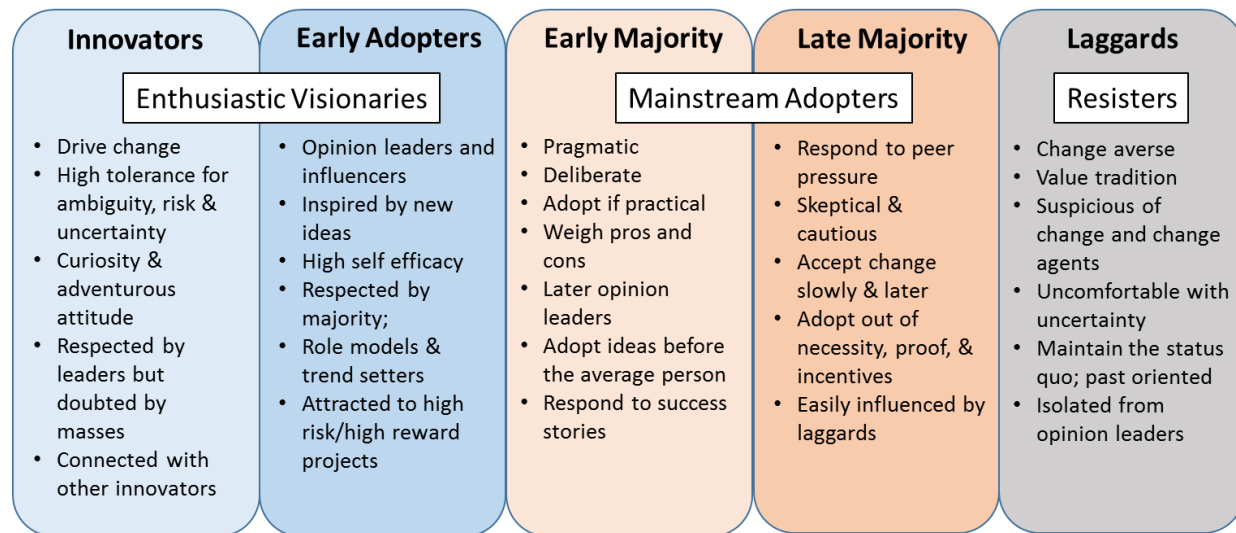 Innovators
Early Adopters
Early Majority
Late Majority
Laggards
Enthusiastic Visionaries
Mainstream Adopters
Resisters
• Drive change
• High tolerance for
ambiguity, risk &
uncertainty
• Curiosity &
adventurous
attitude
• Respected by
leaders but
doubted by
masses
• Connected with
other innovators
• Opinion leaders and
influencers
• Inspired by new
ideas
• High self efficacy
• Respected by
majority;
• Role models &
trend setters
• Attracted to high
risk/high reward
projects
• Pragmatic
• Deliberate
• Adopt if practical
• Weigh pros and
cons
• Later opinion
leaders
• Adopt ideas before
the average person
• Respond to success
stories
• Respond to peer
pressure
• Skeptical &
cautious
• Accept change
slowly & later
• Adopt out of
necessity, proof, &
incentives
• Easily influenced by
laggards
• Change averse
• Value tradition
• Suspicious of
change and change
agents
• Uncomfortable with
uncertainty
• Maintain the status
quo; past oriented
• Isolated from
opinion leaders